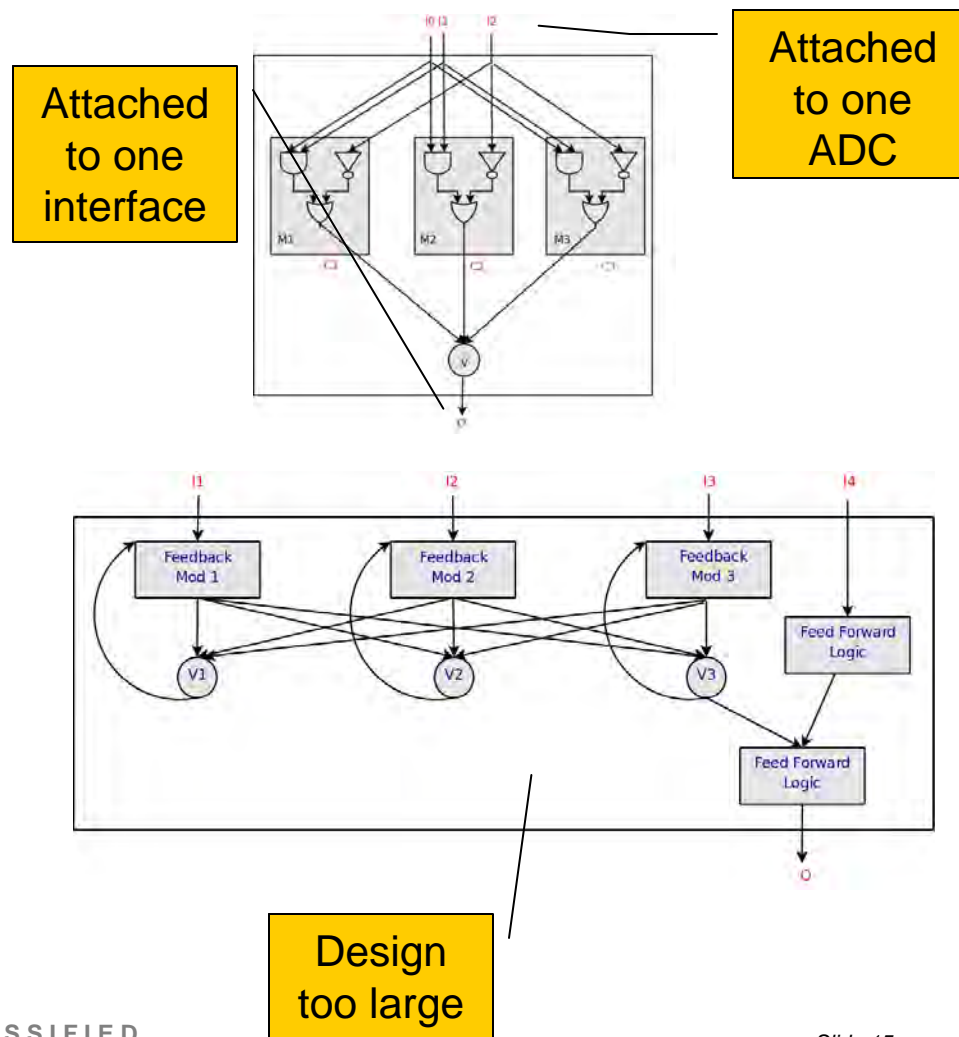 I0 I1 I2
Attached
to one
ADC
Attached
to one
interface
M1 M2 M3
V
O
I1 I2 I3 I4
Feedback
Mod 1
Feedback
Mod 2
Feedback
Mod 3
Feed Forward
Logic
V1 V2 V3
Feed Forward
Logic
O
Design
too large
SSIFIED